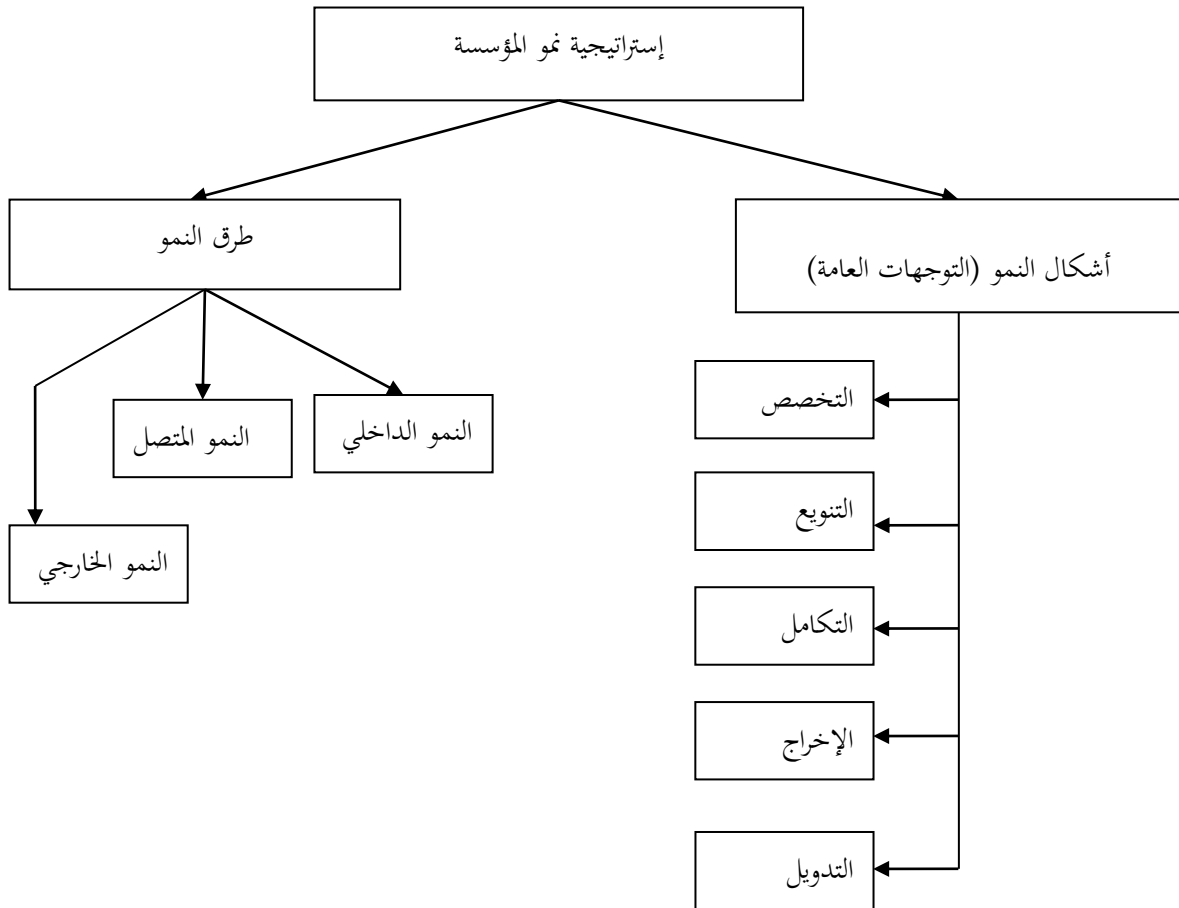 إستراتيجية نمو المؤسسة
أشكال النمو (التوجهات العامة)
طرق النمو
التخصص
التنويع
التكامل
الإخراج
التدويل
النمو الداخلي
النمو المتصل
النمو الخارجي